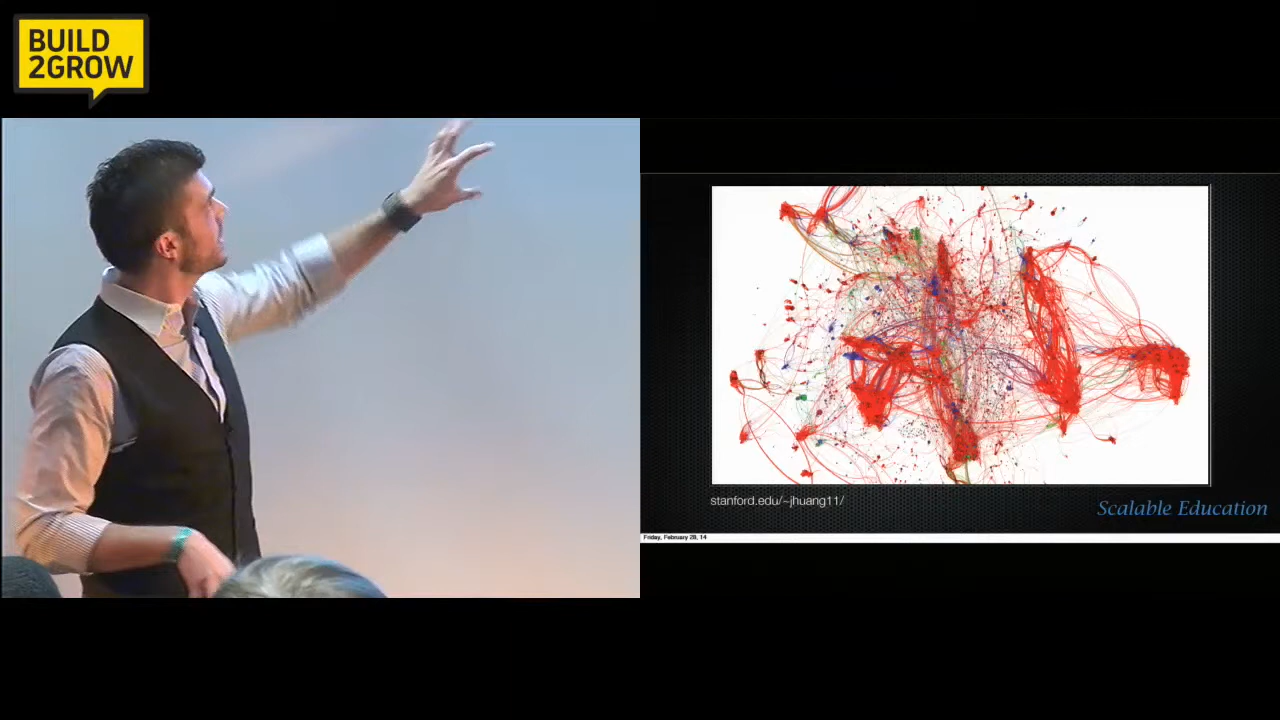 BUILD
2GROW
stanford.edu/~jhuang11/
Scalable Education
Friday, February 28, 14